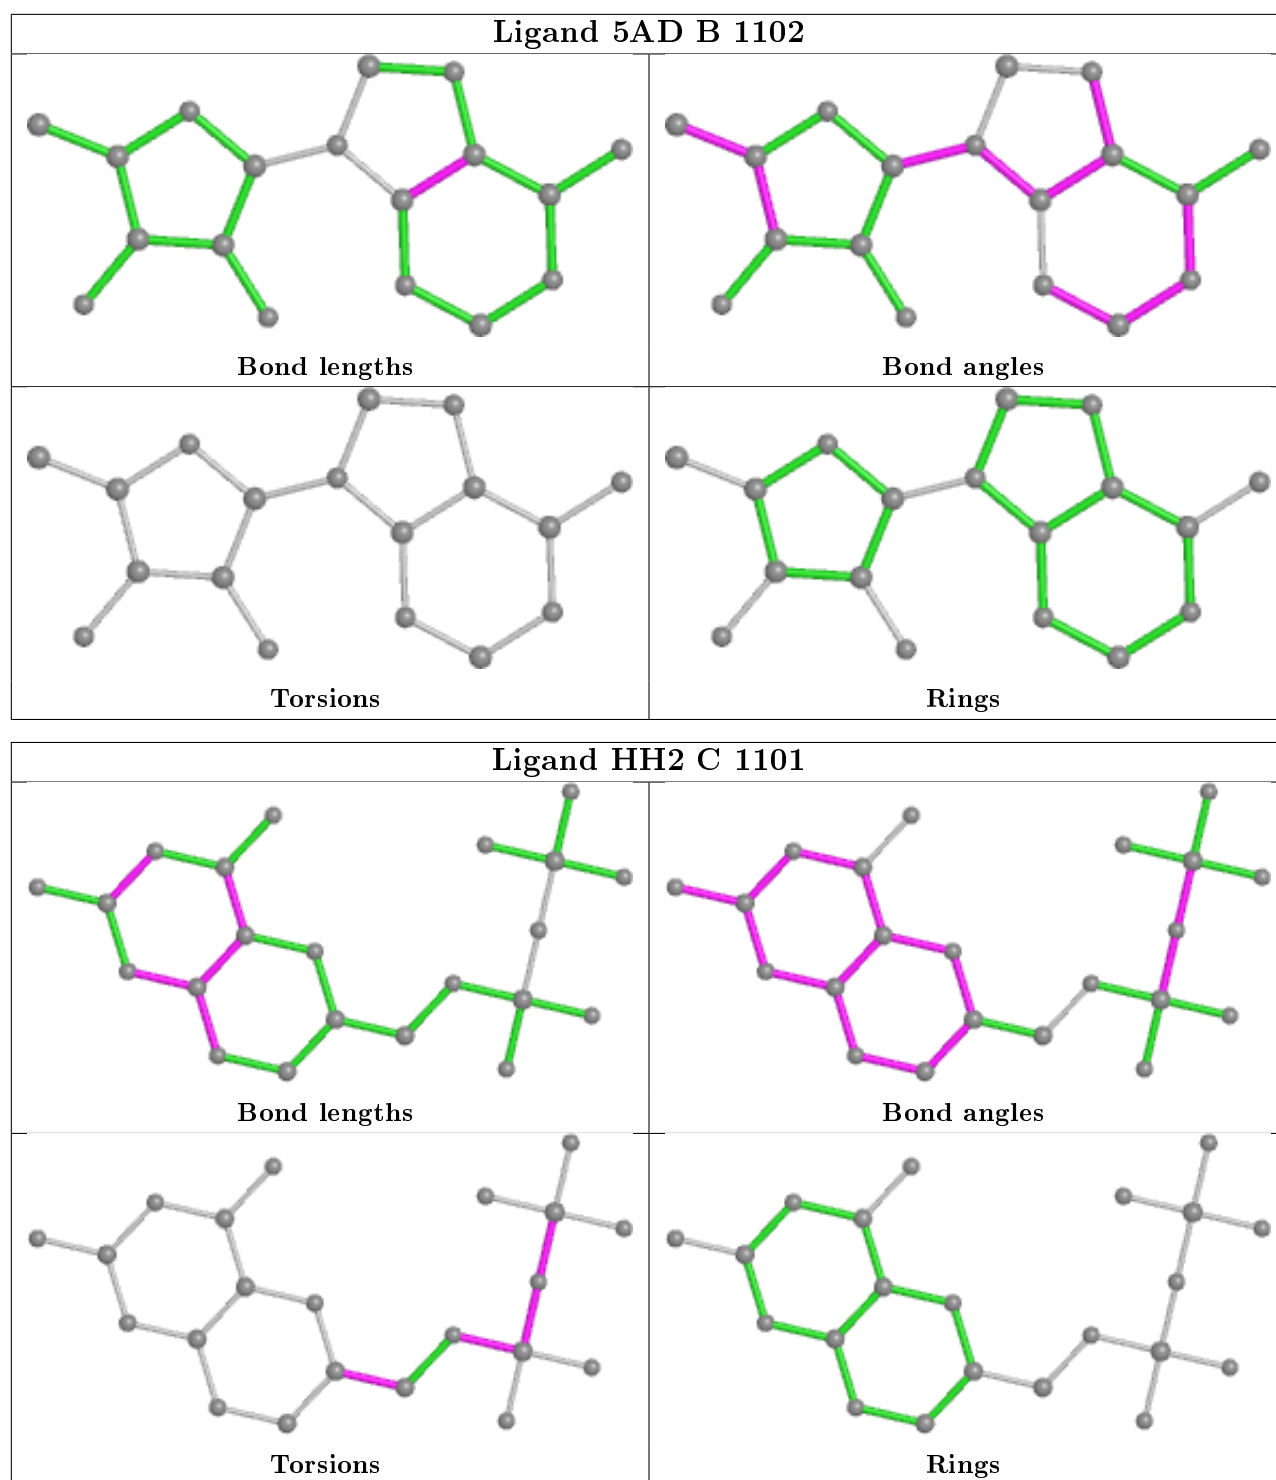 Ligand 5AD B 1102
Bond lengths
Bond angles
Torsions
Rings
Ligand HH2 C 1101
Bond lengths
Bond angles
Torsions
Rings